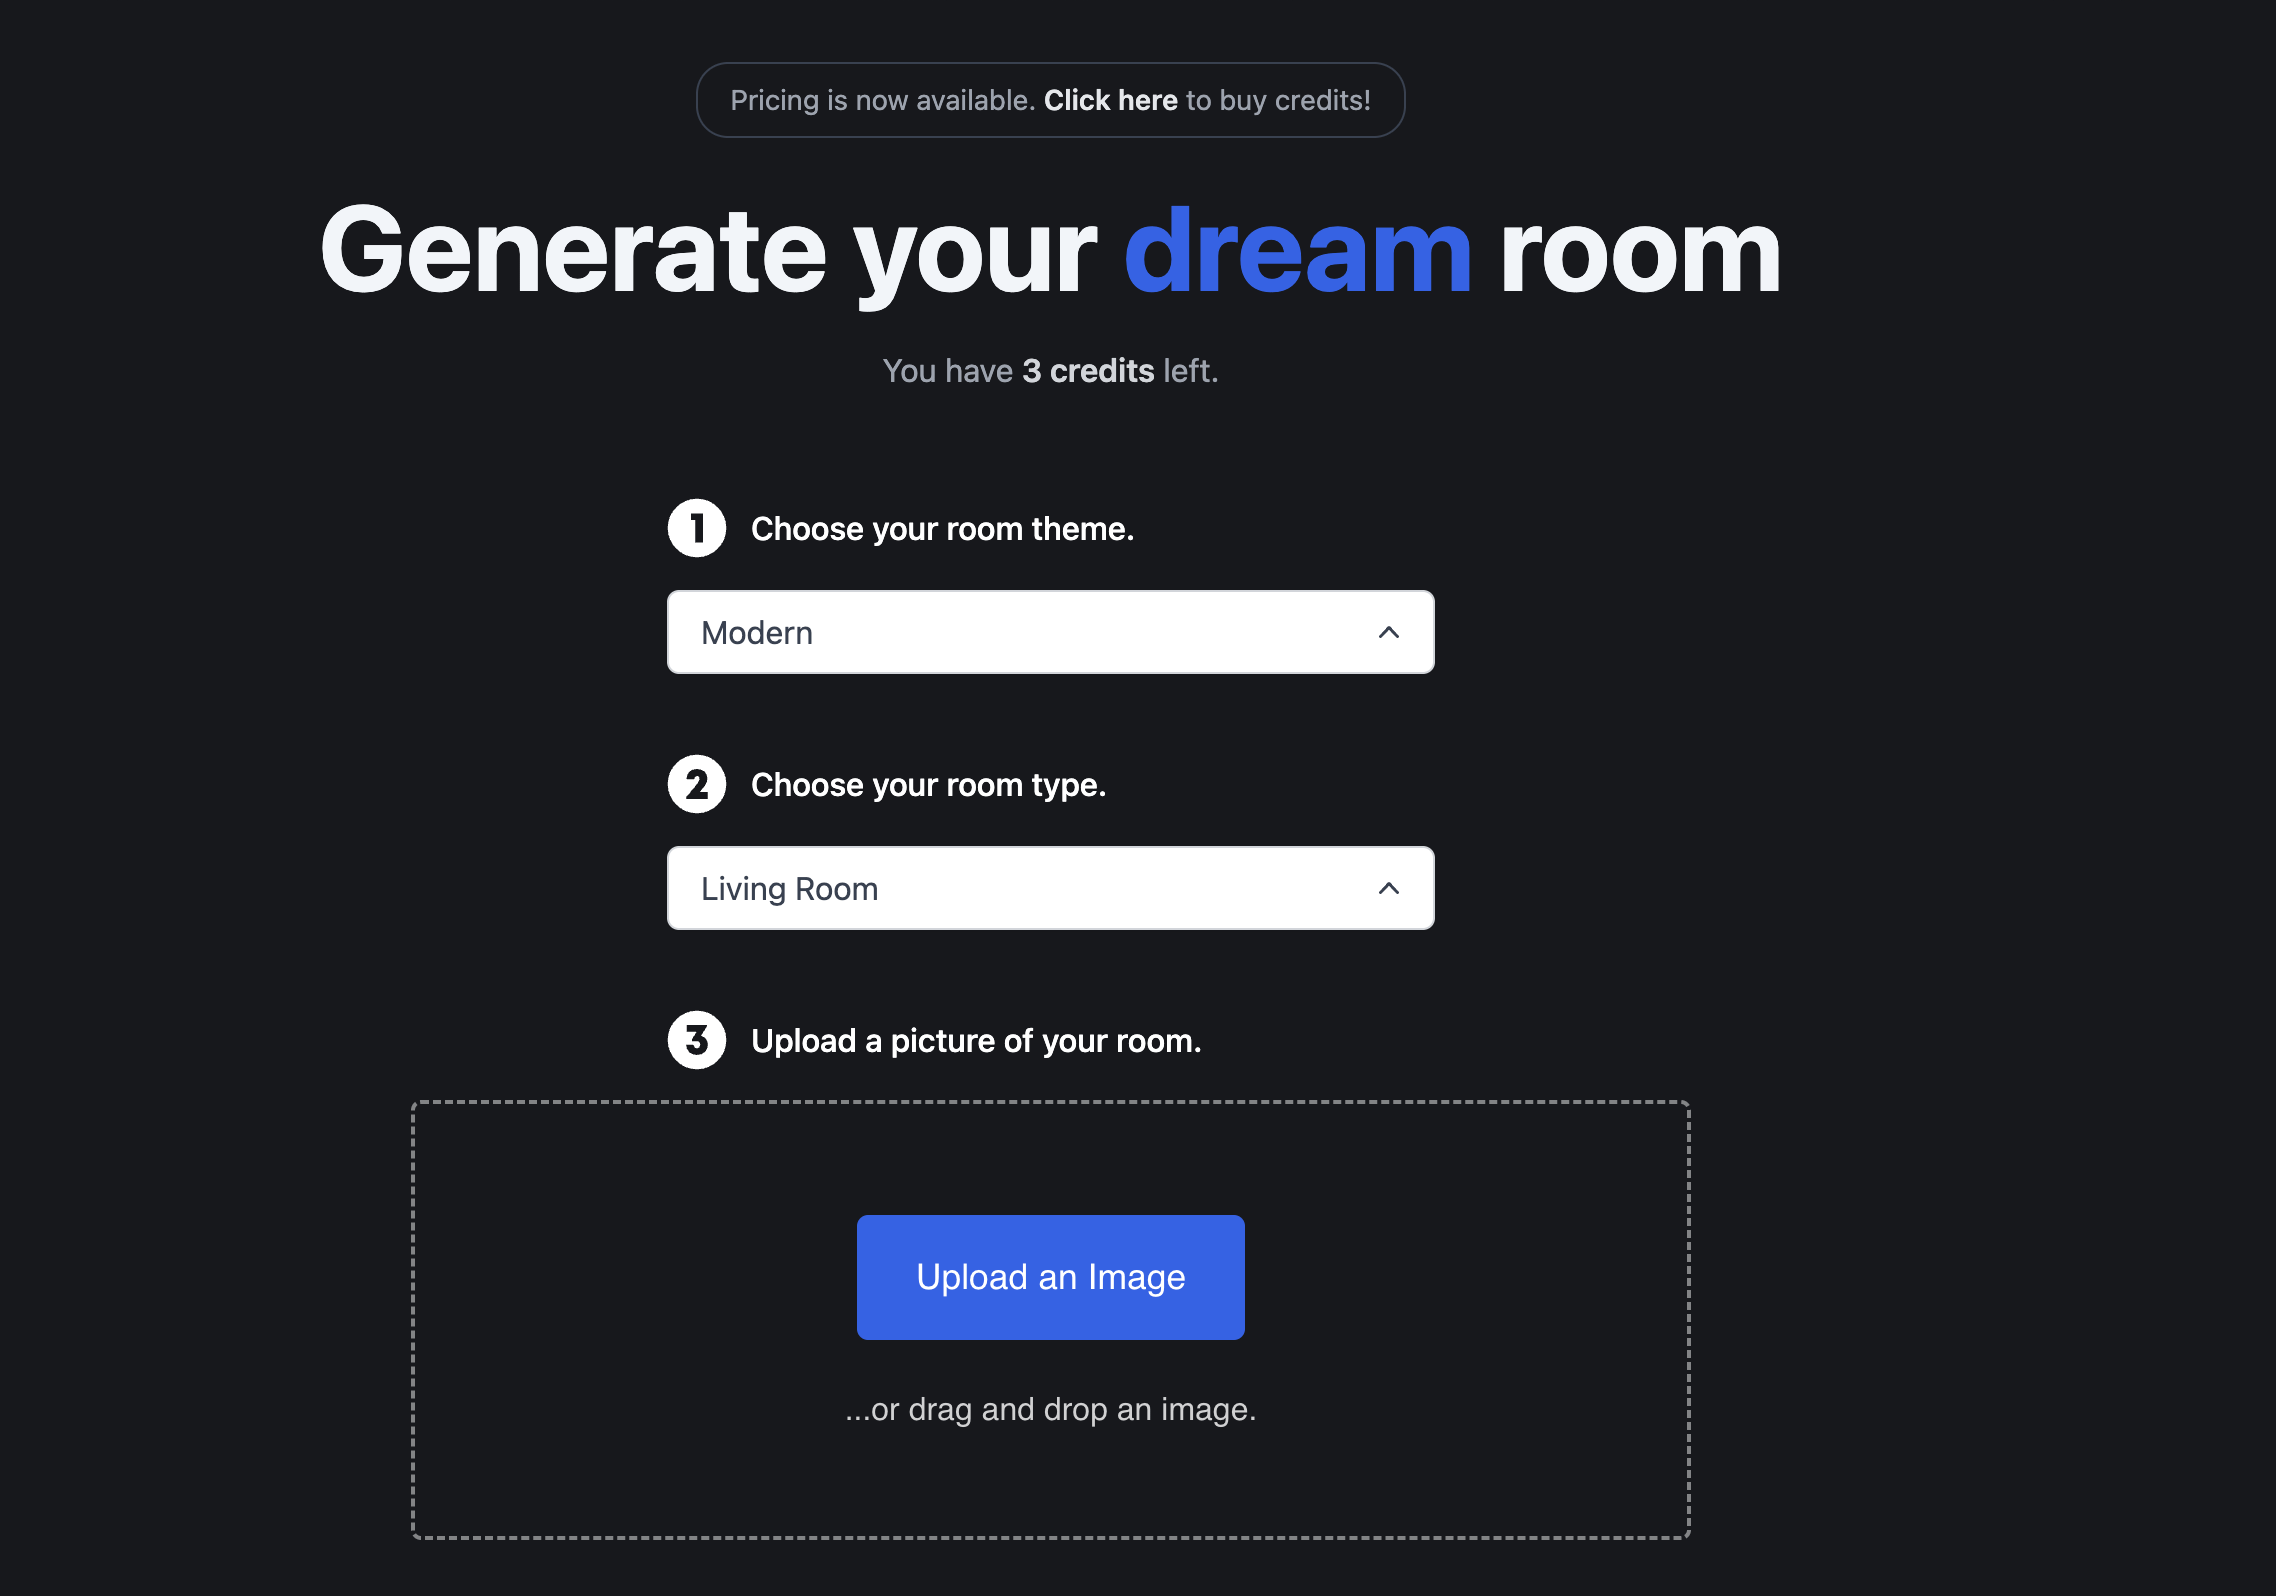 Pricing is now available. Click here to buy credits!
Generate your dream room
You have 3 credits left.
1 Choose your room theme.
Modern
2 Choose your room type.
Living Room
3 Upload a picture of your room.
Upload an Image
...or drag and drop an image.